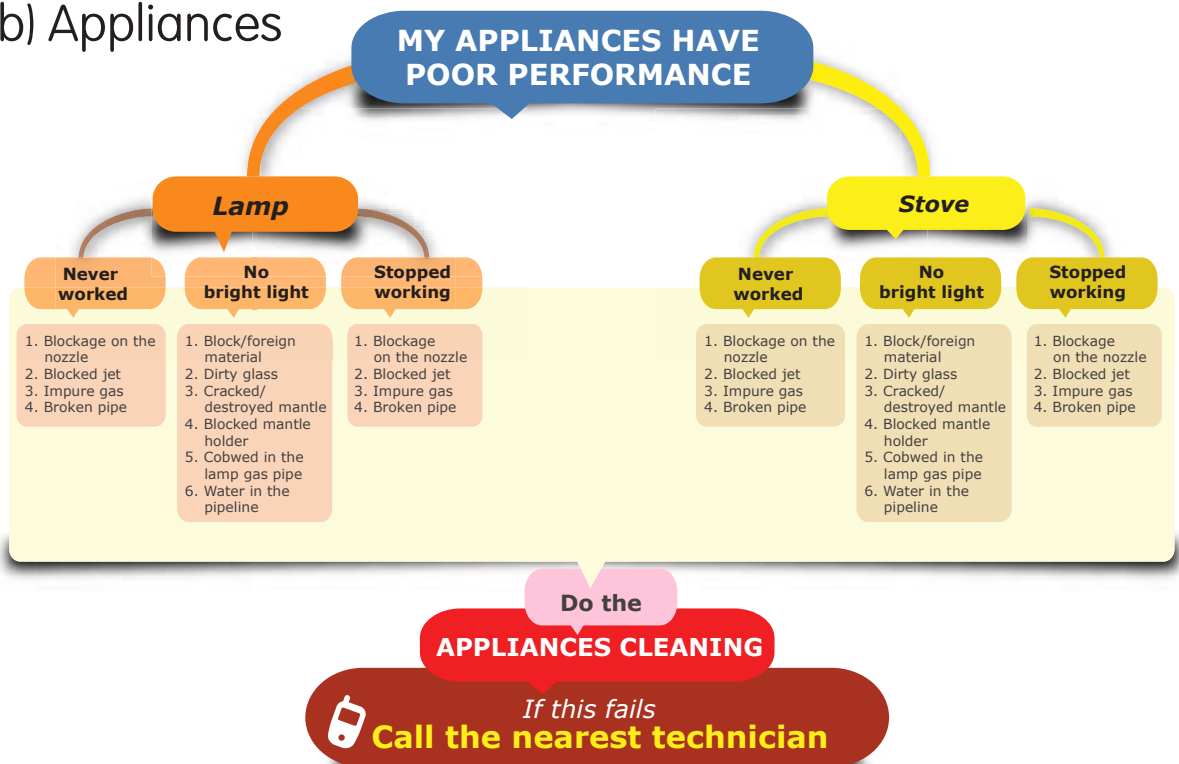 b) Appliances
MY APPLIANCES HAVE
POOR PERFORMANCE
Lamp
Never
worked
1. Blockage on the
nozzle
2. Blocked jet
3. Impure gas
4. Broken pipe
No
bright light
1. Block/foreign
material
2. Dirty glass
3. Cracked/
destroyed mantle
4. Blocked mantle
holder
5. Cobwed in the
lamp gas pipe
6. Water in the
pipeline
Stopped
working
1. Blockage
on the nozzle
2. Blocked jet
3. Impure gas
4. Broken pipe
Stove
Never
worked
1. Blockage on the
nozzle
2. Blocked jet
3. Impure gas
4. Broken pipe
No
bright light
1. Block/foreign
material
2. Dirty glass
3. Cracked/
destroyed mantle
4. Blocked mantle
holder
5. Cobwed in the
lamp gas pipe
6. Water in the
pipeline
Stopped
working
1. Blockage
on the nozzle
2. Blocked jet
3. Impure gas
4. Broken pipe
Do the
APPLIANCES CLEANING
If this fails
Call the nearest technician